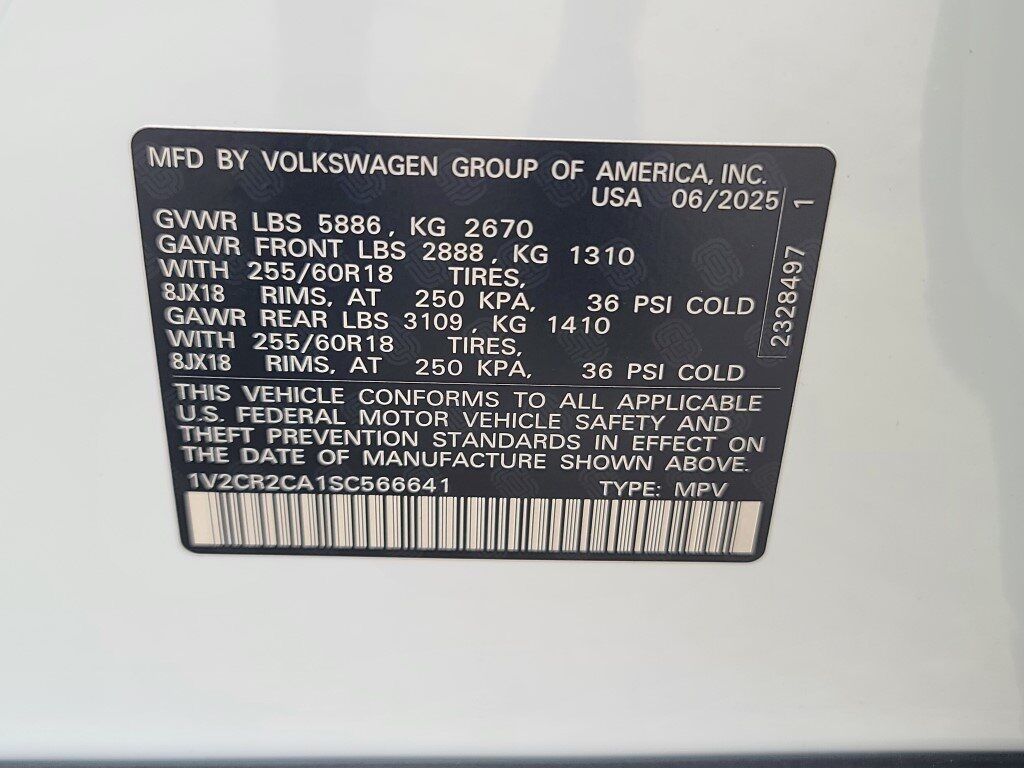 MFD BY VOLKSWAGEN GROUP OF AMERICA, INC.
USA 06/2025
GVWR LBS 5886, KG 2670
GAWR FRONT LBS 2888, KG 1310
WITH 255/60R18 TIRES,
8JX18 RIMS, AT 250 KPA, 36 PSI COLD
GAWR REAR LBS 3109, KG 1410
WITH 255/60R18 TIRES,
8JX18 RIMS, AT 250 KPA, 36 PSI COLD
2328497 1
THIS VEHICLE CONFORMS TO ALL APPLICABLE
U.S. FEDERAL MOTOR VEHICLE SAFETY AND
THEFT PREVENTION STANDARDS IN EFFECT ON
THE DATE OF MANUFACTURE SHOWN ABOVE.
1V2CR2CA1SC566641 TYPE: MPV